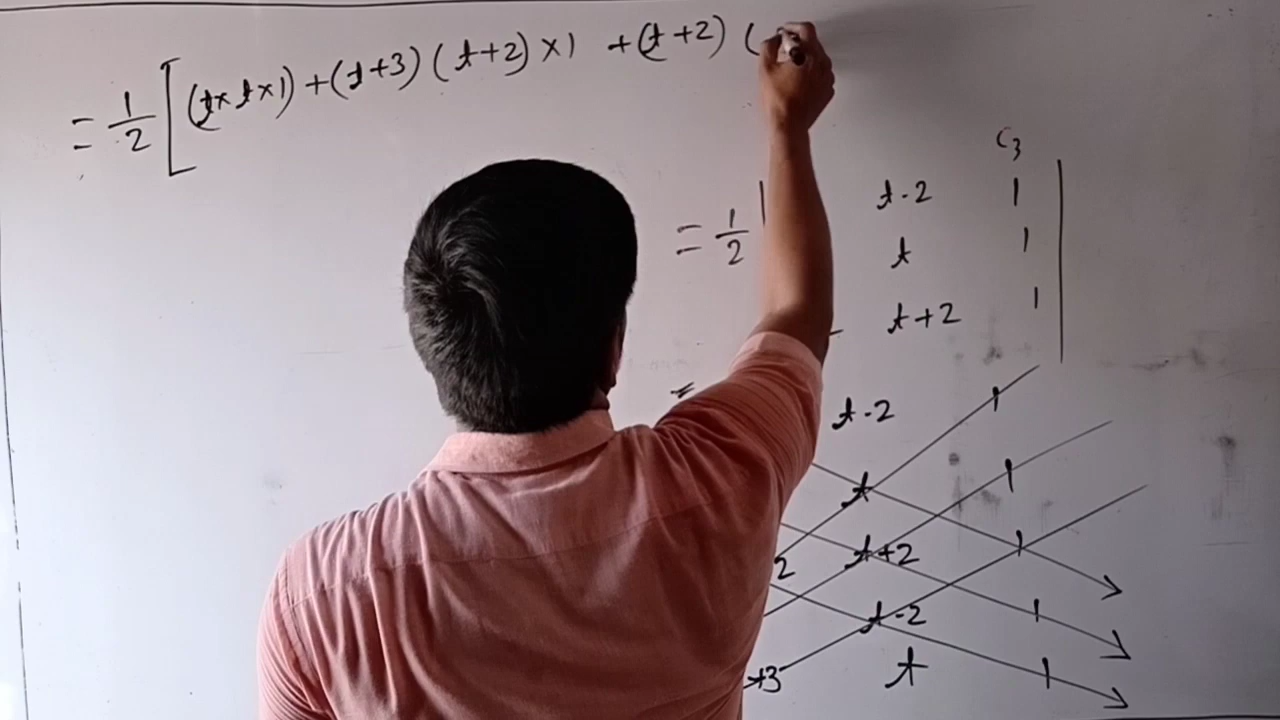 = 1/2 [(t×t×1)+(t+3)(t+2)×1 +(t+2)(
C3
= 1/2 | t-2 1 |
t 1
t+2 1
= t-2 1
t 1
t+2 1
2 t-2 1
+3 t 1